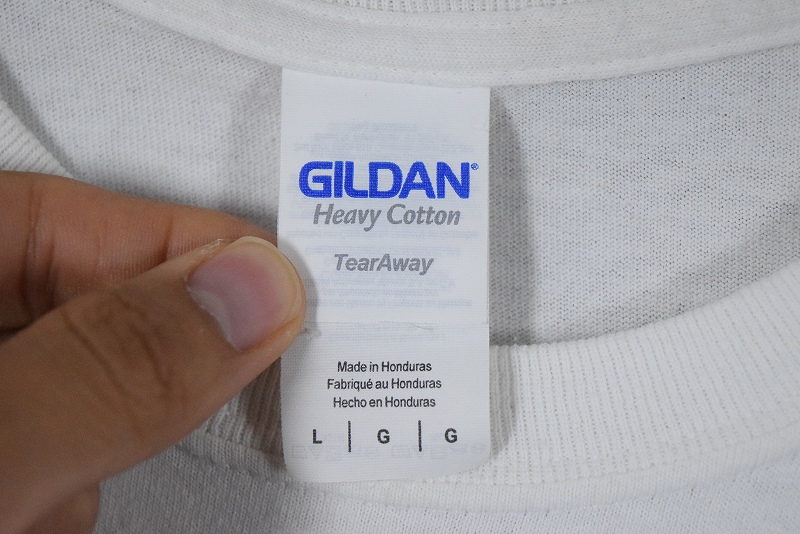 GILDAN®
Heavy Cotton
TearAway
Made in Honduras
Fabriqué au Honduras
Hecho en Honduras
L | G | G